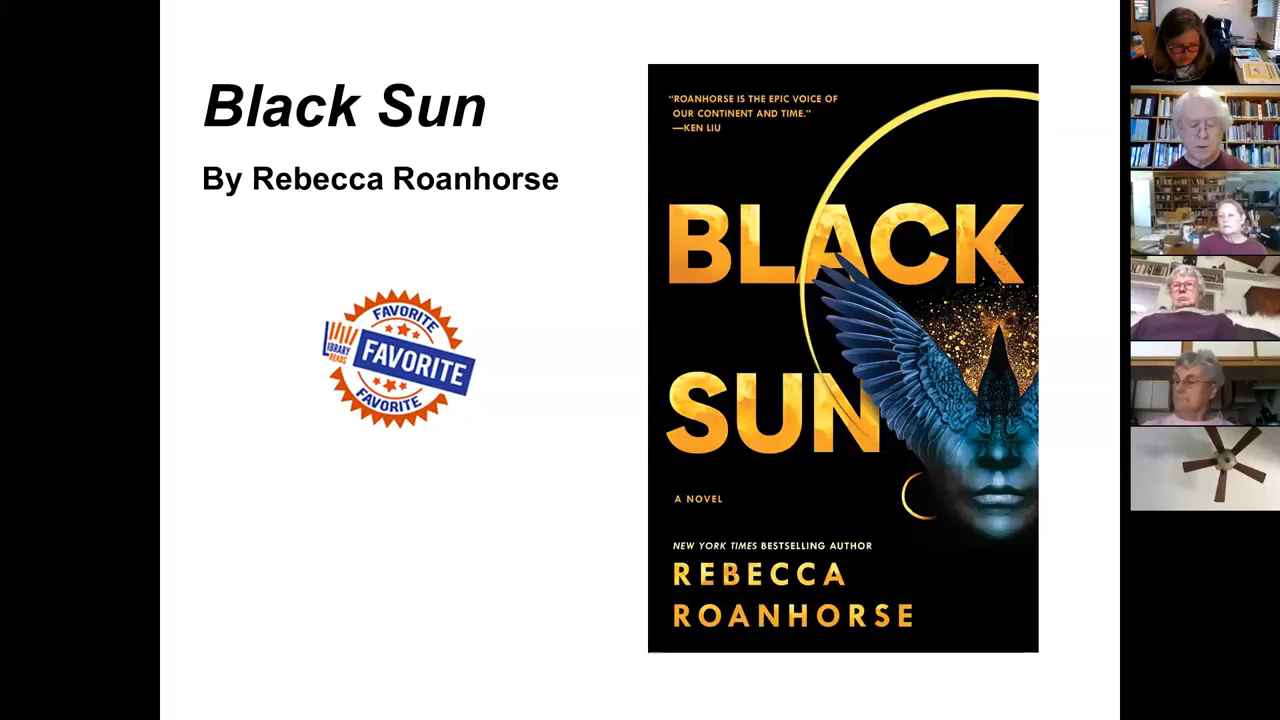 Black Sun
By Rebecca Roanhorse
FAVORITE
LIBRARY
READS
FAVORITE
FAVORITE
“ROANHORSE IS THE EPIC VOICE OF
OUR CONTINENT AND TIME.”
—KEN LIU
BLACK
SUN
A NOVEL
NEW YORK TIMES BESTSELLING AUTHOR
REBECCA
ROANHORSE